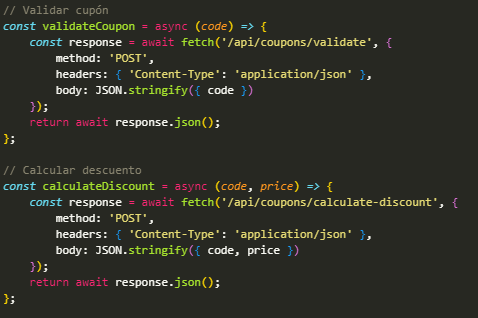 // Validar cupón
const validateCoupon = async (code) => {
    const response = await fetch('/api/coupons/validate', {
        method: 'POST',
        headers: { 'Content-Type': 'application/json' },
        body: JSON.stringify({ code })
    });
    return await response.json();
};

// Calcular descuento
const calculateDiscount = async (code, price) => {
    const response = await fetch('/api/coupons/calculate-discount', {
        method: 'POST',
        headers: { 'Content-Type': 'application/json' },
        body: JSON.stringify({ code, price })
    });
    return await response.json();
};